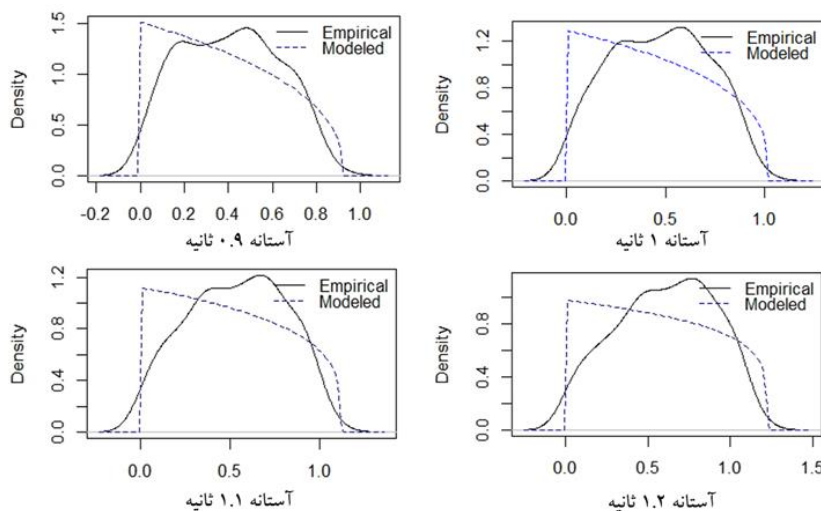 Density
1.5
1.0
0.5
0.0
Empirical
Modeled
-0.2 0.0 0.2 0.4 0.6 0.8 1.0
آستانه ۰.۹ ثانیه
Density
1.2
0.8
0.4
0.0
Empirical
Modeled
0.0 0.5 1.0
آستانه ۱ ثانیه
Density
1.2
0.8
0.4
0.0
Empirical
Modeled
0.0 0.5 1.0
آستانه ۱.۱ ثانیه
Density
0.8
0.4
0.0
Empirical
Modeled
0.0 0.5 1.0 1.5
آستانه ۱.۲ ثانیه